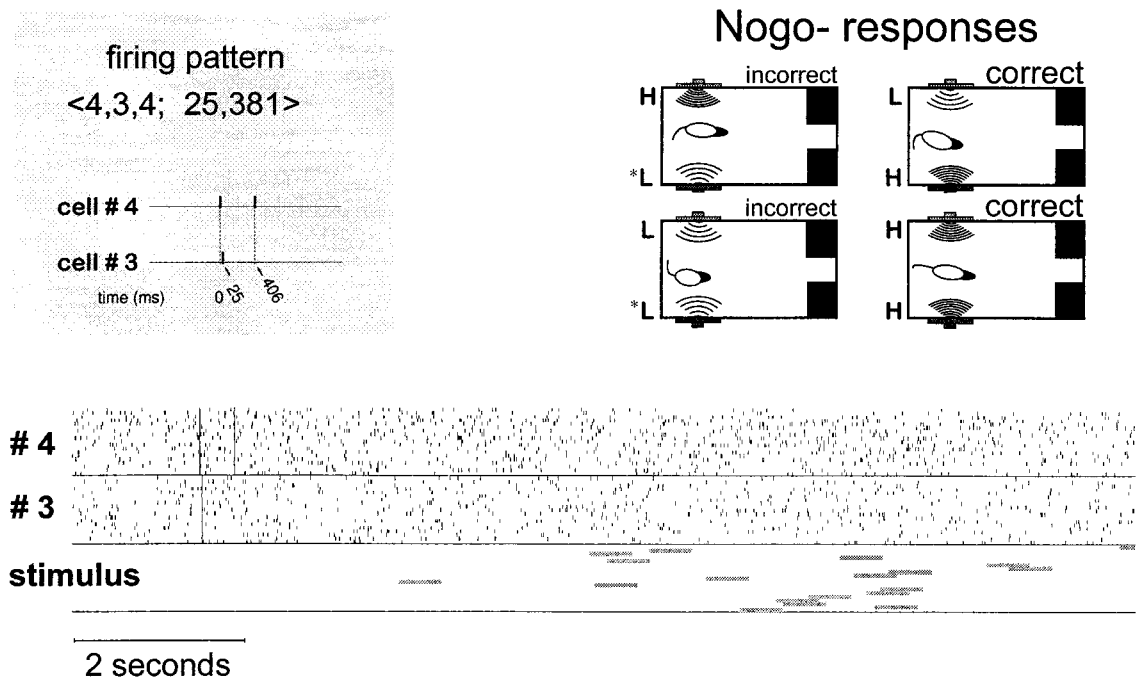 firing pattern
<4,3,4; 25,381>
cell # 4
cell # 3
time (ms) 0 25 406
Nogo- responses
incorrect
H
*L
correct
L
H
incorrect
L
*L
correct
H
H
# 4
# 3
stimulus
2 seconds